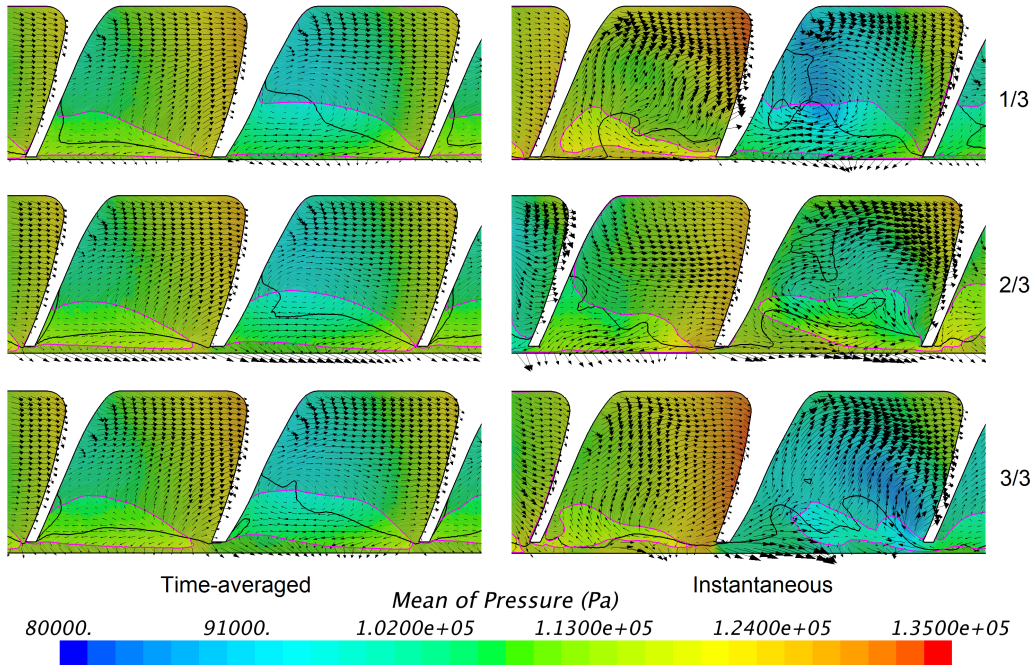 1/3
2/3
3/3
Time-averaged Instantaneous
Mean of Pressure (Pa)
80000. 91000. 1.0200e+05 1.1300e+05 1.2400e+05 1.3500e+05